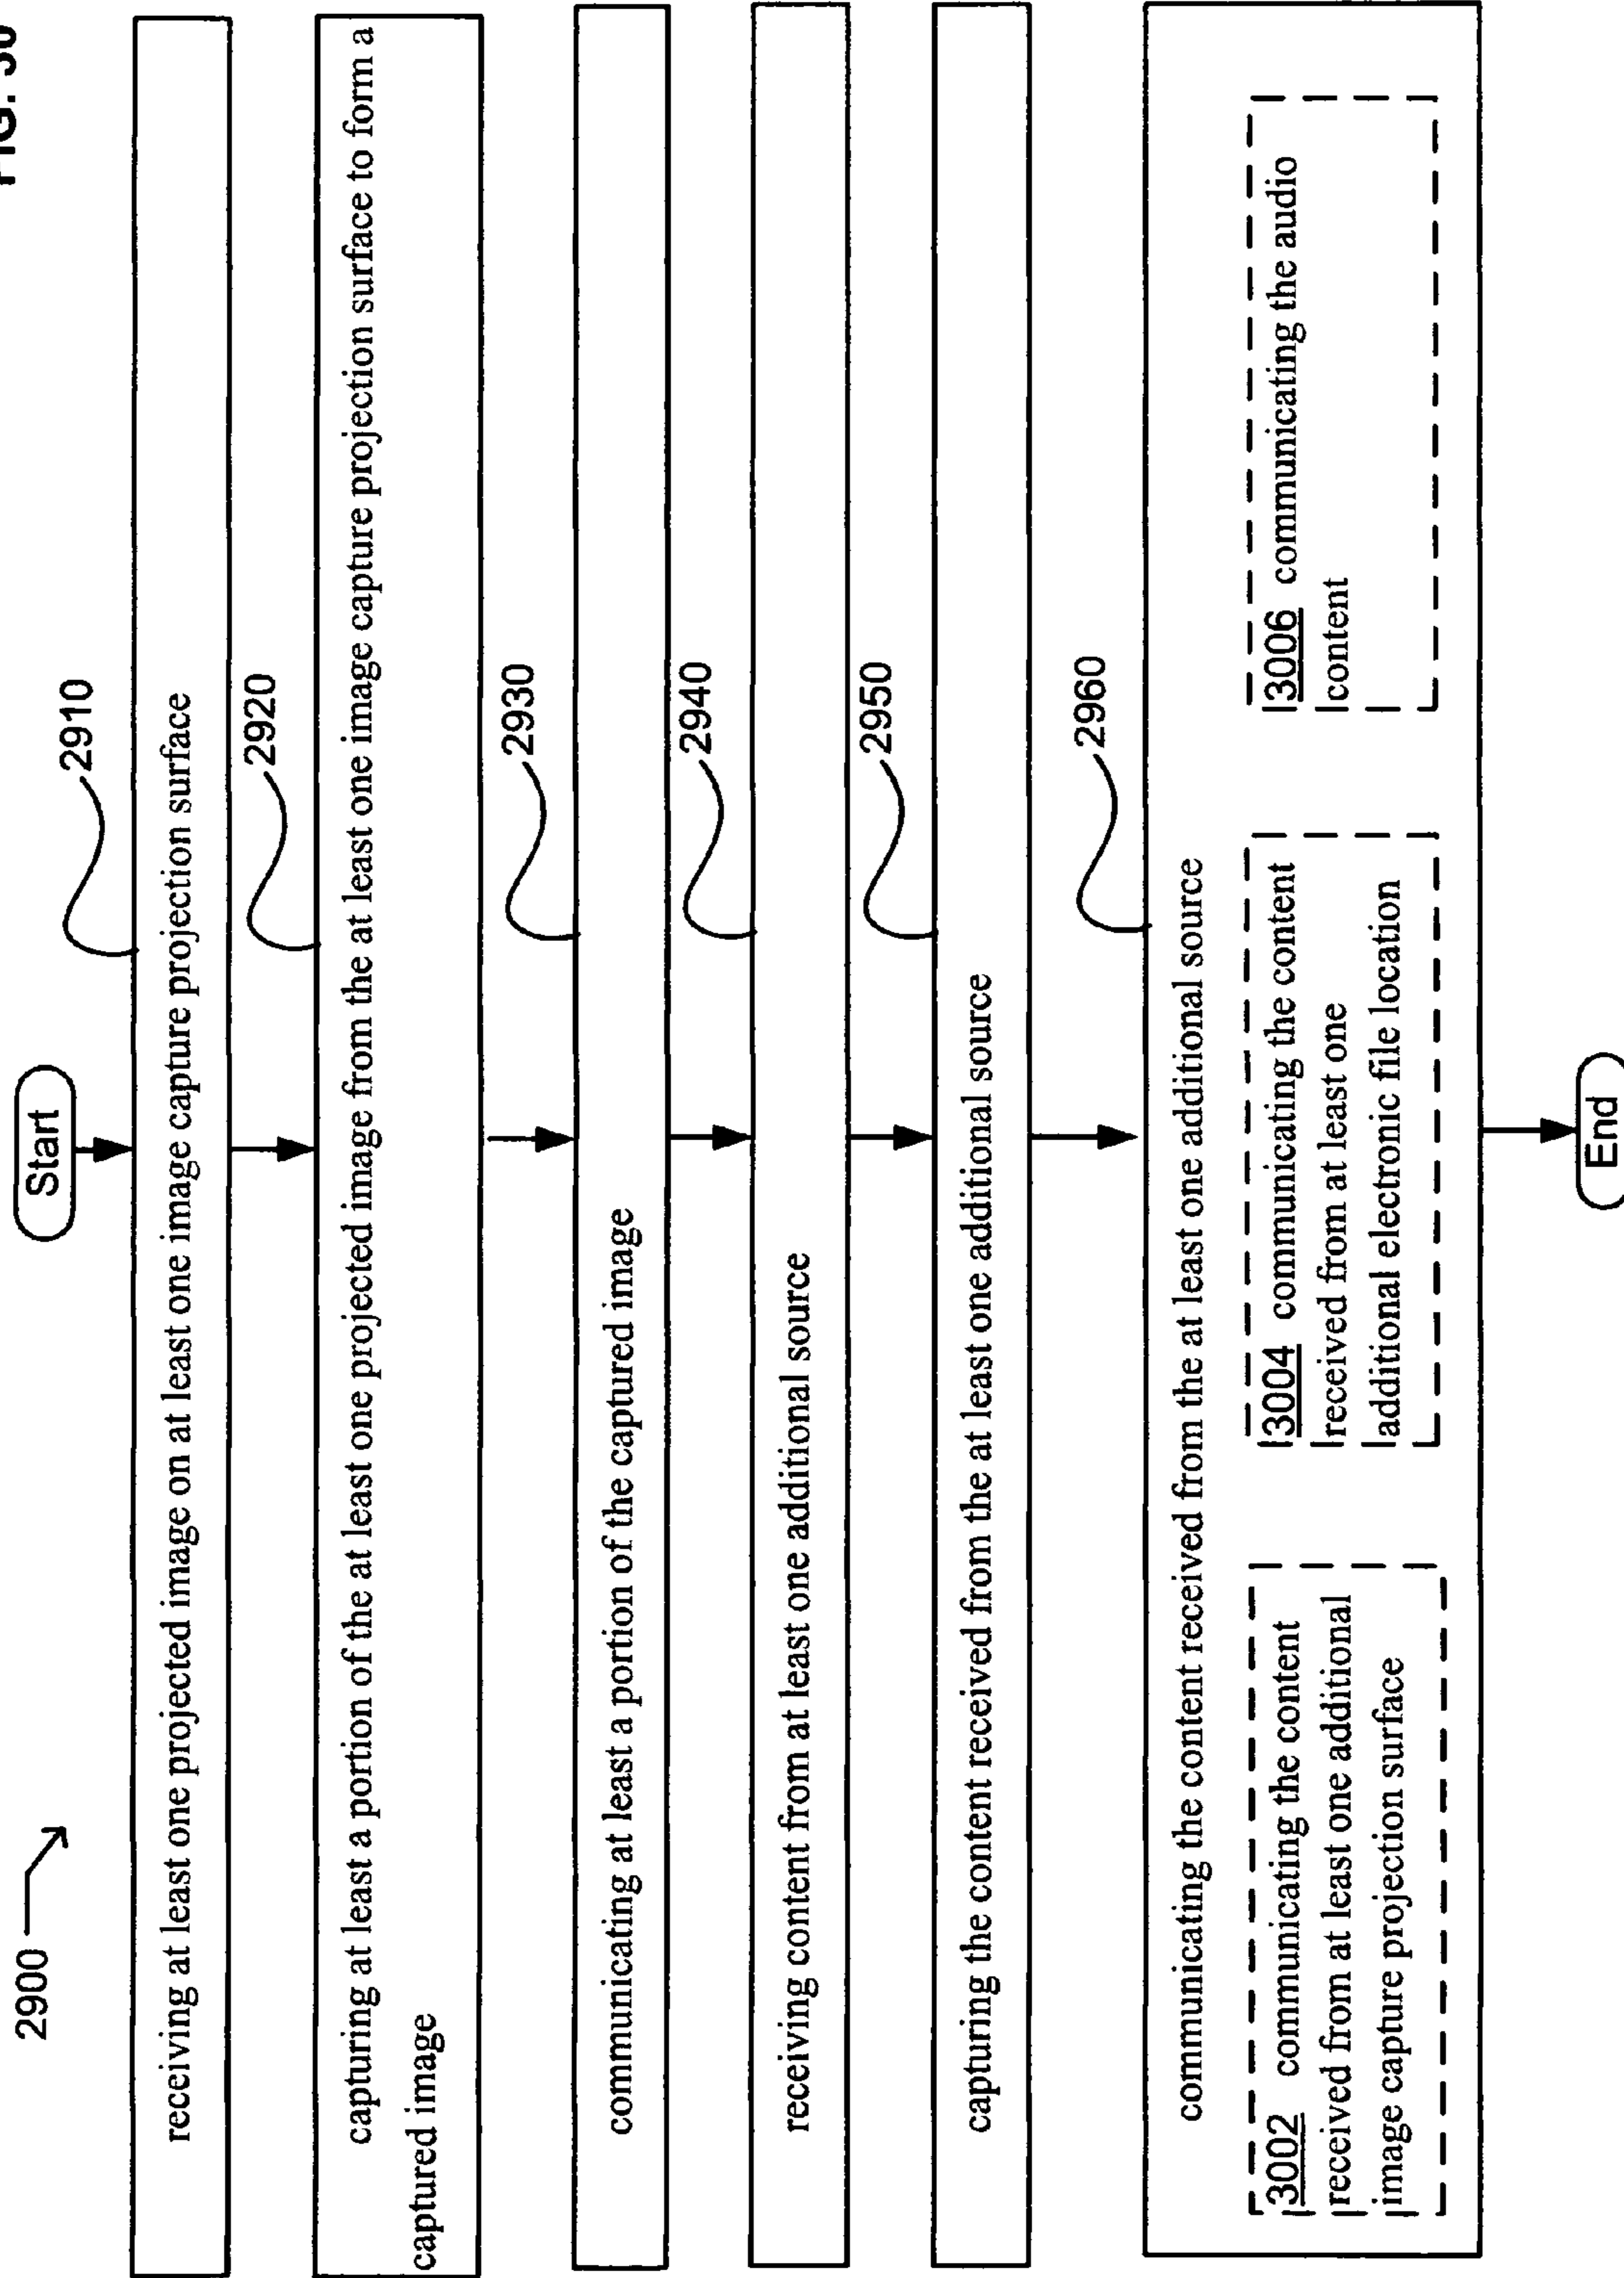 FIG. 30
2900
Start
2910
receiving at least one projected image on at least one image capture projection surface
2920
capturing at least a portion of the at least one projected image from the at least one image capture projection surface to form a
captured image
2930
communicating at least a portion of the captured image
2940
receiving content from at least one additional source
2950
capturing the content received from the at least one additional source
2960
communicating the content received from the at least one additional source
3002 communicating the content
received from at least one additional
image capture projection surface
3004 communicating the content
received from at least one
additional electronic file location
3006 communicating the audio
content
End